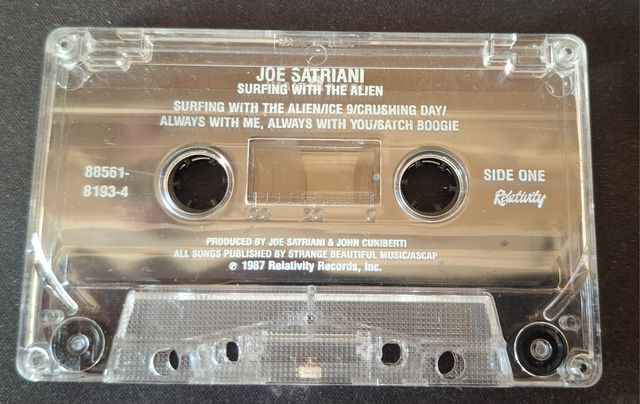 JOE SATRIANI
SURFING WITH THE ALIEN
SURFING WITH THE ALIEN/ICE 9/CRUSHING DAY/
ALWAYS WITH ME, ALWAYS WITH YOU/SATCH BOOGIE
88561-
8193-4
SIDE ONE
Relativity
PRODUCED BY JOE SATRIANI & JOHN CUNIBERTI
ALL SONGS PUBLISHED BY STRANGE BEAUTIFUL MUSIC/ASCAP
℗ 1987 Relativity Records, Inc.